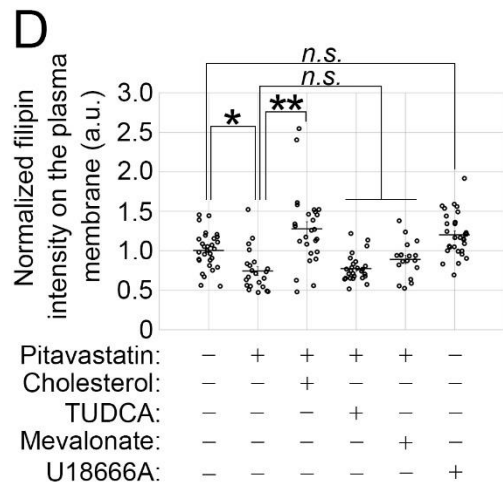 D
n.s.
n.s.
* **
Normalized filipin
intensity on the plasma
membrane (a.u.)
3.0
2.5
2.0
1.5
1.0
0.5
0
Pitavastatin: − + + + + −
Cholesterol: − − + − − −
TUDCA: − − − + − −
Mevalonate: − − − − + −
U18666A: − − − − − +